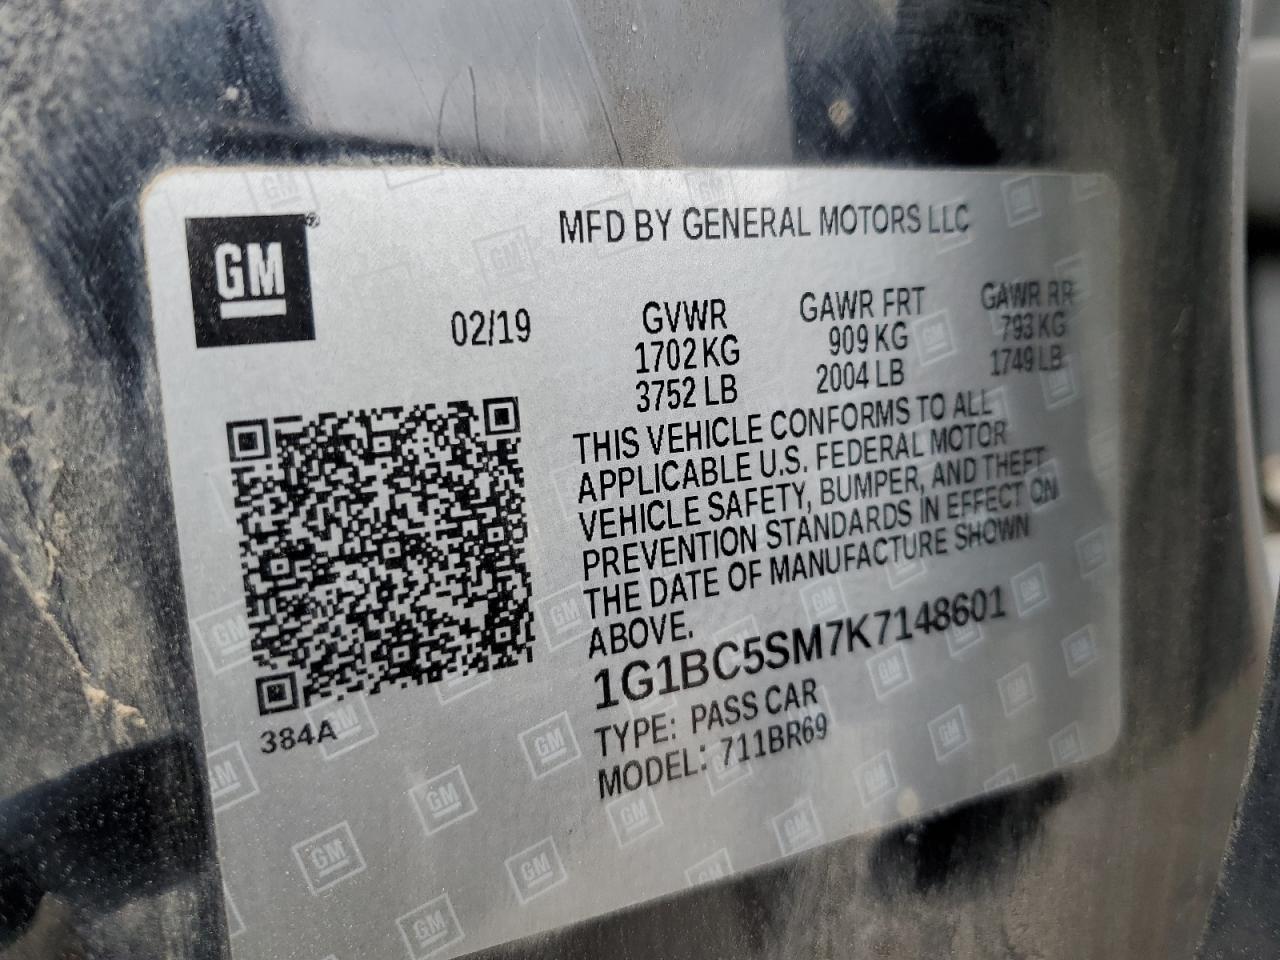 GM®
MFD BY GENERAL MOTORS LLC
02/19
GVWR
1702 KG
3752 LB
GAWR FRT
909 KG
2004 LB
GAWR RR
793 KG
1749 LB
THIS VEHICLE CONFORMS TO ALL
APPLICABLE U.S. FEDERAL MOTOR
VEHICLE SAFETY, BUMPER, AND THEFT
PREVENTION STANDARDS IN EFFECT ON
THE DATE OF MANUFACTURE SHOWN
ABOVE.
1G1BC5SM7K7148601
TYPE: PASS CAR
MODEL: 711BR69
384A